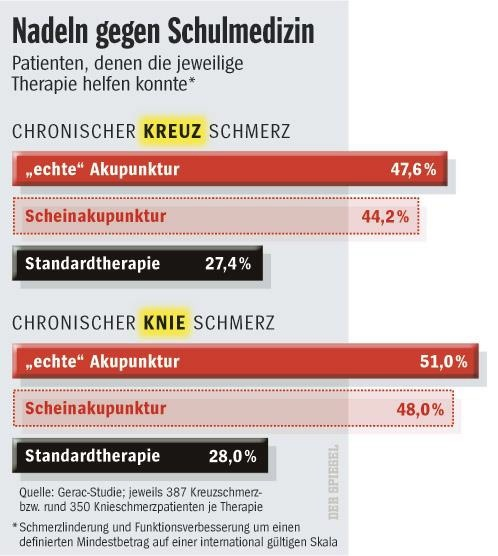 Nadeln gegen Schulmedizin
Patienten, denen die jeweilige
Therapie helfen konnte*
CHRONISCHER KREUZ SCHMERZ
„echte“ Akupunktur 47,6%
Scheinakupunktur 44,2%
Standardtherapie 27,4%
CHRONISCHER KNIE SCHMERZ
„echte“ Akupunktur 51,0%
Scheinakupunktur 48,0%
Standardtherapie 28,0%
Quelle: Gerac-Studie; jeweils 387 Kreuzschmerz-
bzw. rund 350 Knieschmerzpatienten je Therapie
*Schmerzlinderung und Funktionsverbesserung um einen
definierten Mindestbetrag auf einer international gültigen Skala
DER SPIEGEL